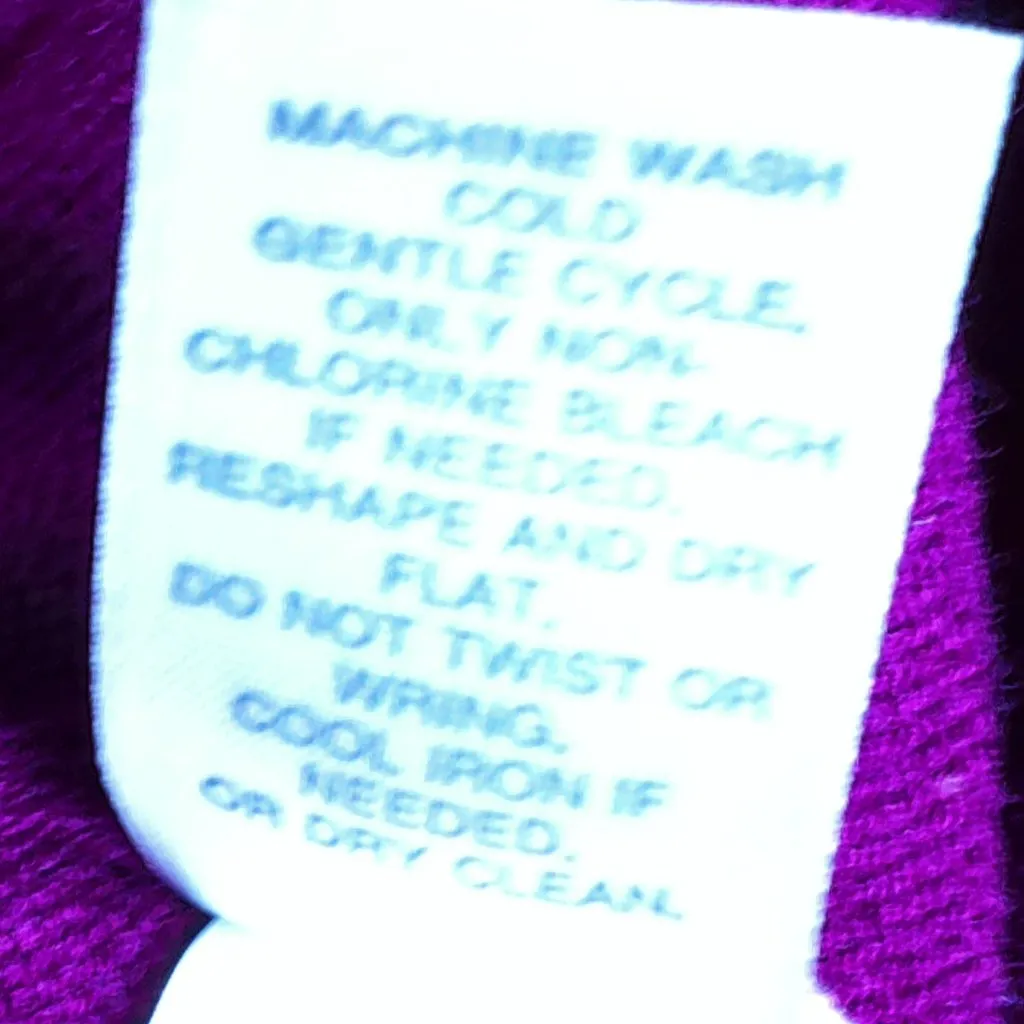 MACHINE WASH
COLD
GENTLE CYCLE,
ONLY NON-
CHLORINE BLEACH
IF NEEDED.
RESHAPE AND DRY
FLAT.
DO NOT TWIST OR
WRING.
COOL IRON IF
NEEDED.
OR DRY CLEAN.